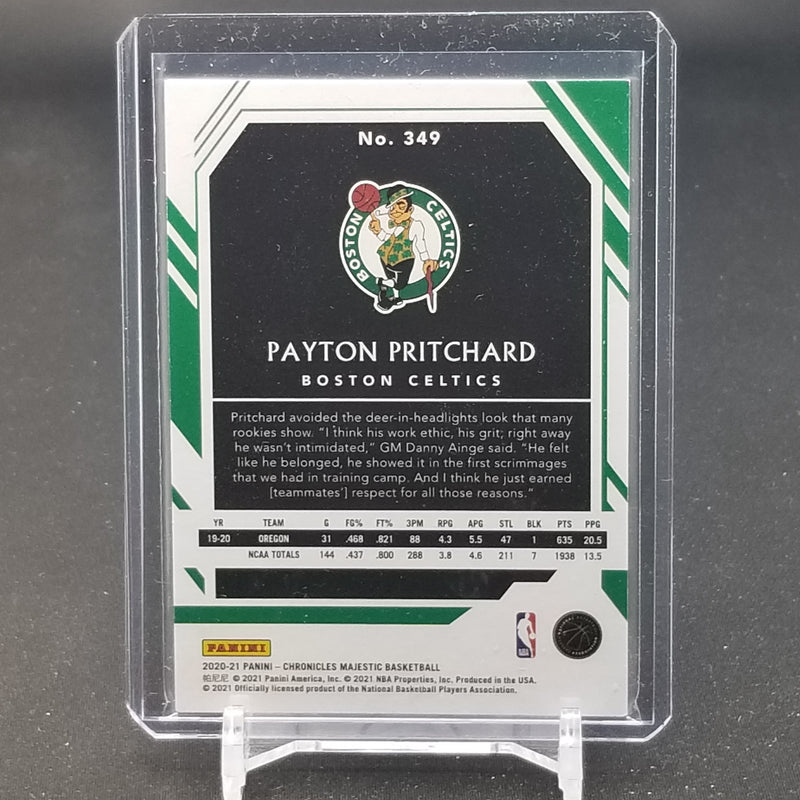 No. 349
BOSTON CELTICS
PAYTON PRITCHARD
BOSTON CELTICS
Pritchard avoided the deer-in-headlights look that many
rookies show. "I think his work ethic, his grit; right away
he wasn't intimidated," GM Danny Ainge said. "He felt
like he belonged, he showed it in the first scrimmages
that we had in training camp. And I think he just earned
[teammates'] respect for all those reasons."
YR TEAM G FG% FT% 3PM RPG APG STL BLK PTS PPG
19-20 OREGON 31 .468 .821 88 4.3 5.5 47 1 635 20.5
NCAA TOTALS 144 .437 .800 288 3.8 4.6 211 7 1938 13.5
PANINI
NBA
2020-21 PANINI – CHRONICLES MAJESTIC BASKETBALL
帕尼尼 © 2021 Panini America, Inc. © 2021 NBA Properties, Inc. Produced in the USA.
© 2021 Officially licensed product of the National Basketball Players Association.